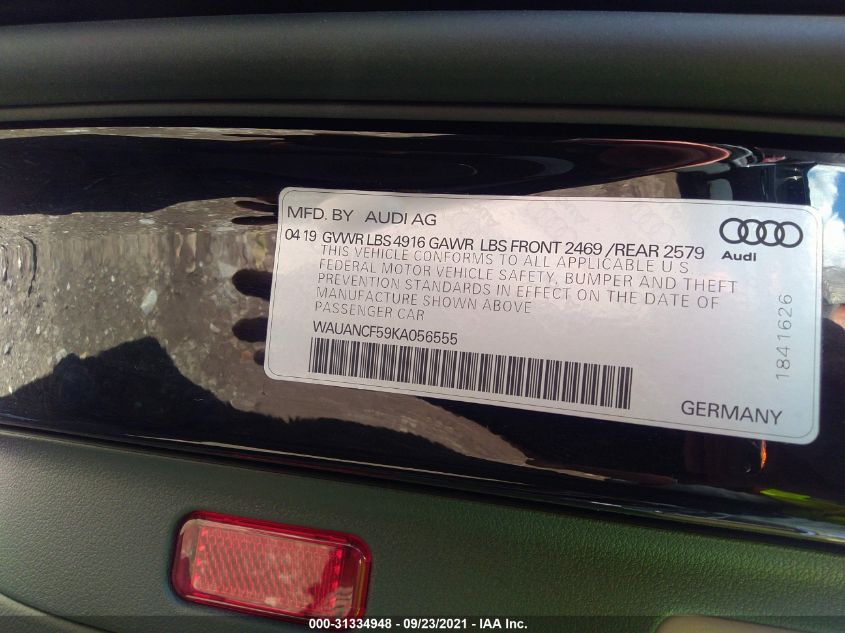 MFD. BY AUDI AG
04 19 GVWR LBS 4916 GAWR LBS FRONT 2469 /REAR 2579
THIS VEHICLE CONFORMS TO ALL APPLICABLE U S
FEDERAL MOTOR VEHICLE SAFETY, BUMPER AND THEFT
PREVENTION STANDARDS IN EFFECT ON THE DATE OF
MANUFACTURE SHOWN ABOVE
PASSENGER CAR
WAUANCF59KA056555
Audi
1841626
GERMANY
000-31334948 - 09/23/2021 - IAA Inc.